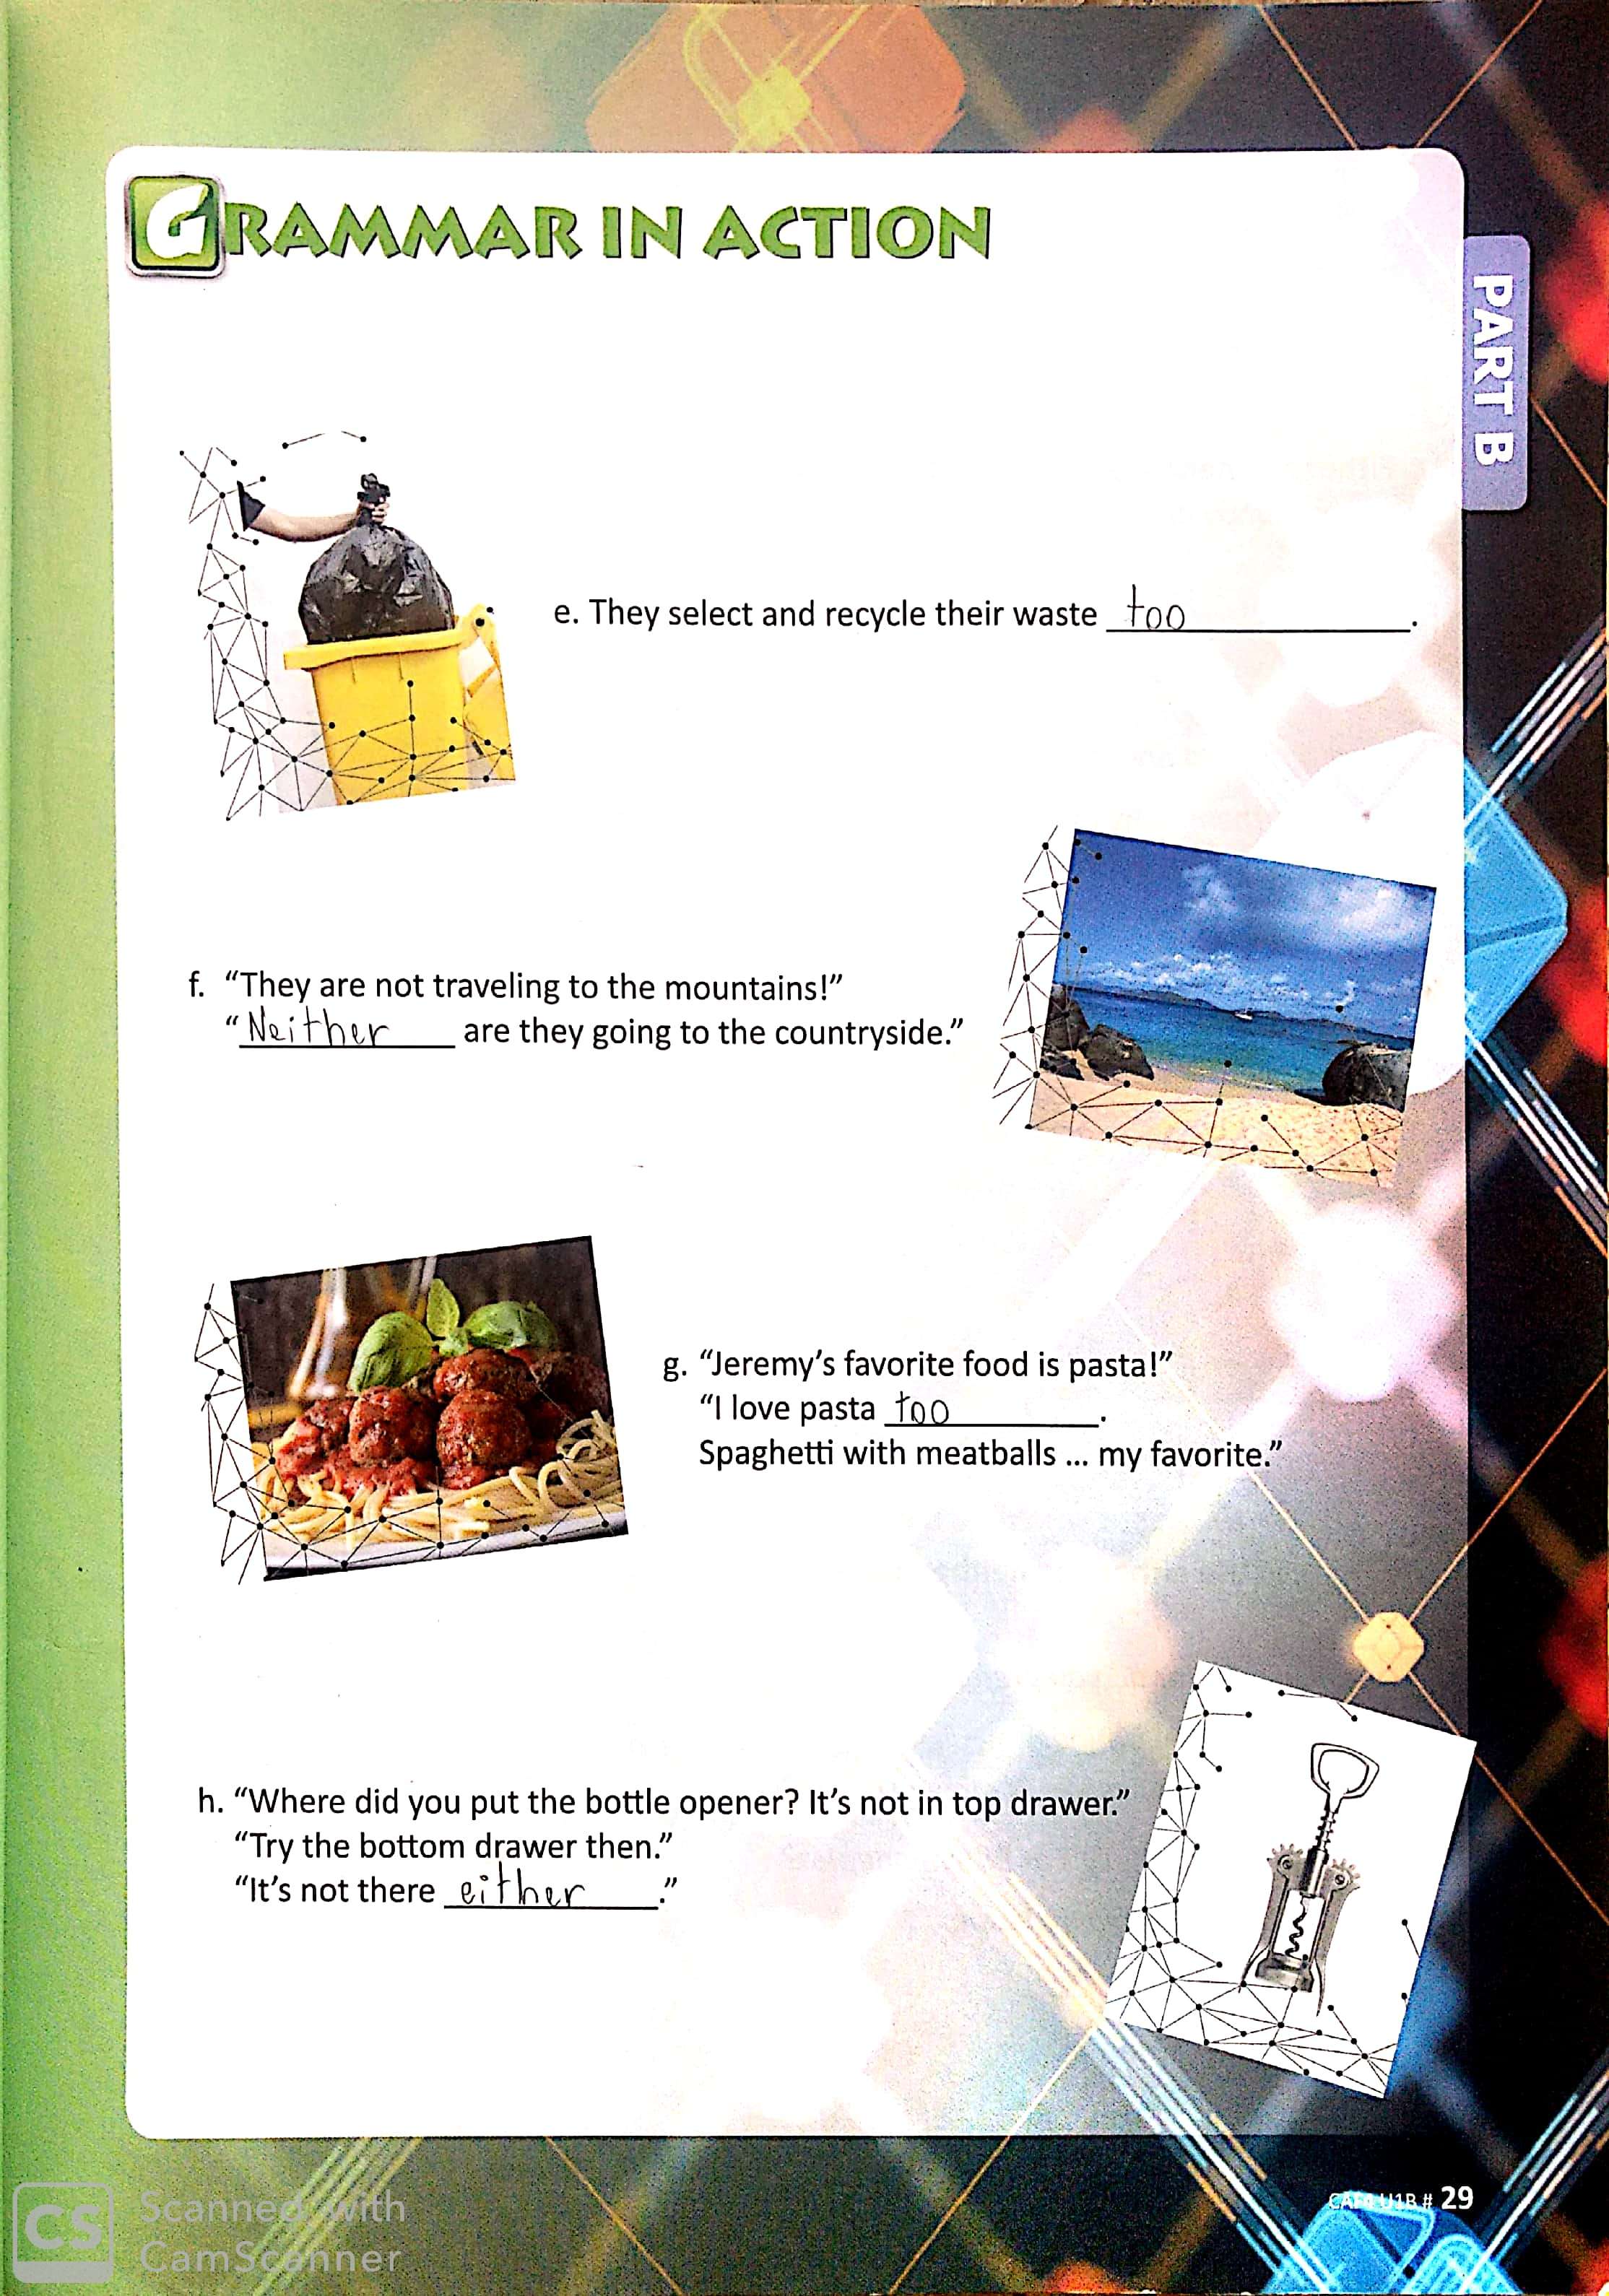 GRAMMAR IN ACTION
PART B
e. They select and recycle their waste too.
f. “They are not traveling to the mountains!”
“Neither are they going to the countryside.”
g. “Jeremy’s favorite food is pasta!”
“I love pasta too.
Spaghetti with meatballs ... my favorite.”
h. “Where did you put the bottle opener? It’s not in top drawer.”
“Try the bottom drawer then.”
“It’s not there either.”
U1B # 29
CS Scanned with
CamScanner